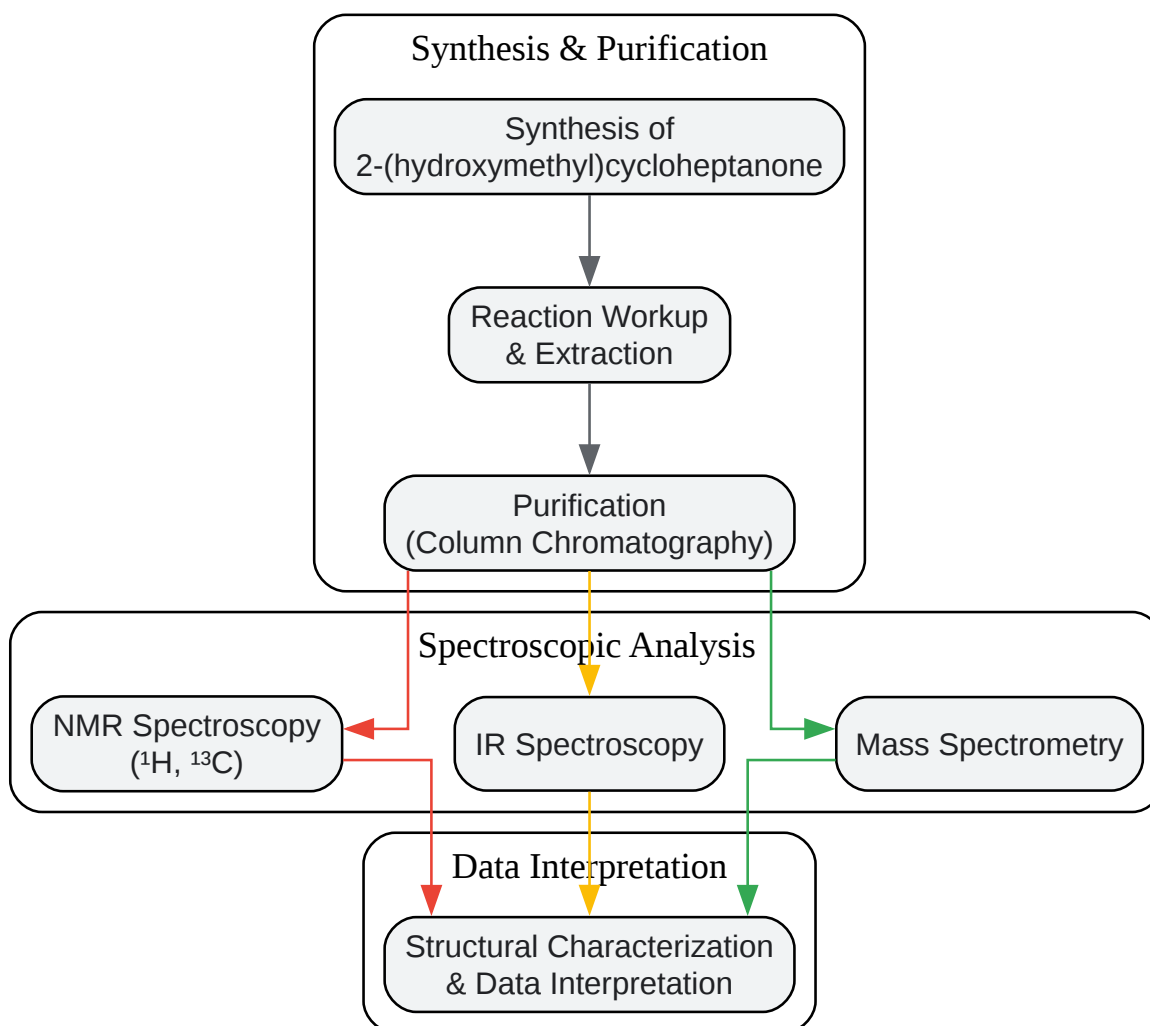 Synthesis & Purification
Synthesis of
2-(hydroxymethyl)cycloheptanone
Reaction Workup
& Extraction
Purification
(Column Chromatography)
Spectroscopic Analysis
NMR Spectroscopy
(¹H, ¹³C)
IR Spectroscopy
Mass Spectrometry
Data Interpretation
Structural Characterization
& Data Interpretation